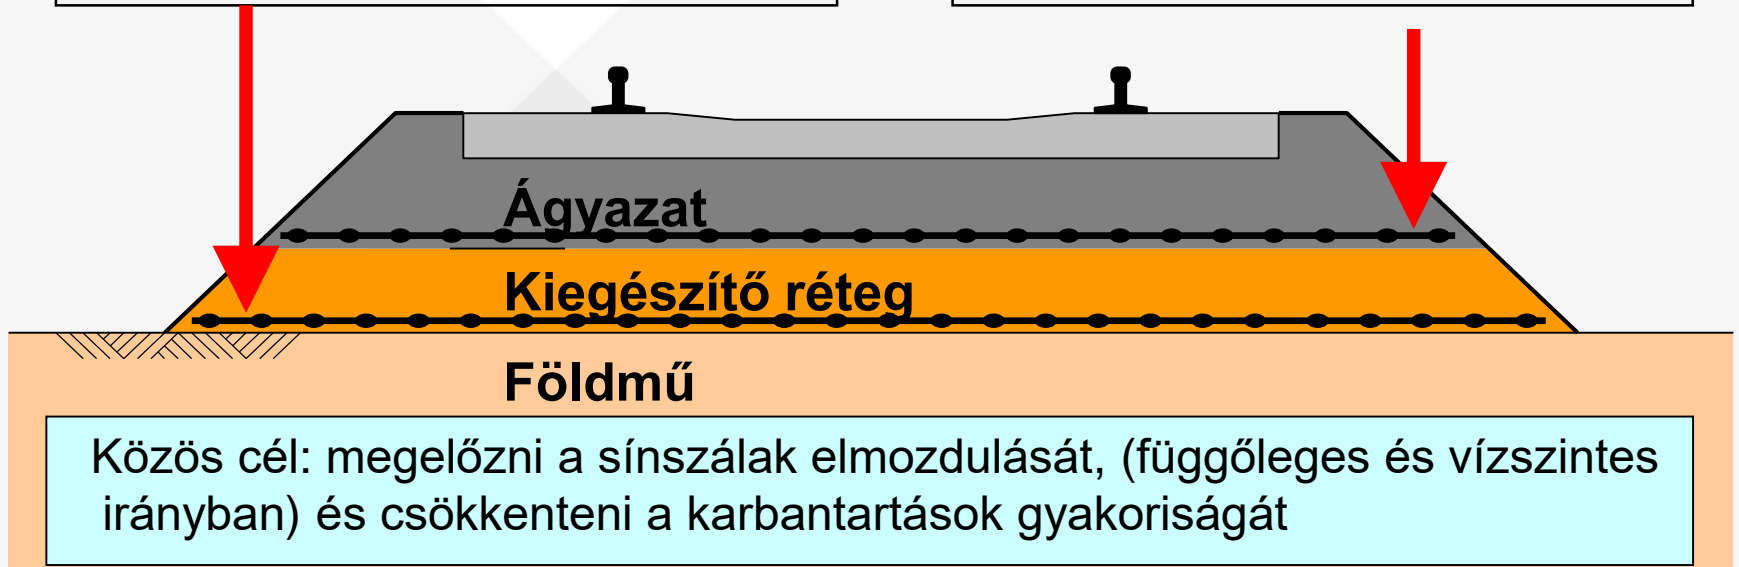 Ágyazat
Kiegészítő réteg
Földmű
Közös cél: megelőzni a sínszálak elmozdulását, (függőleges és vízszintes
irányban) és csökkenteni a karbantartások gyakoriságát